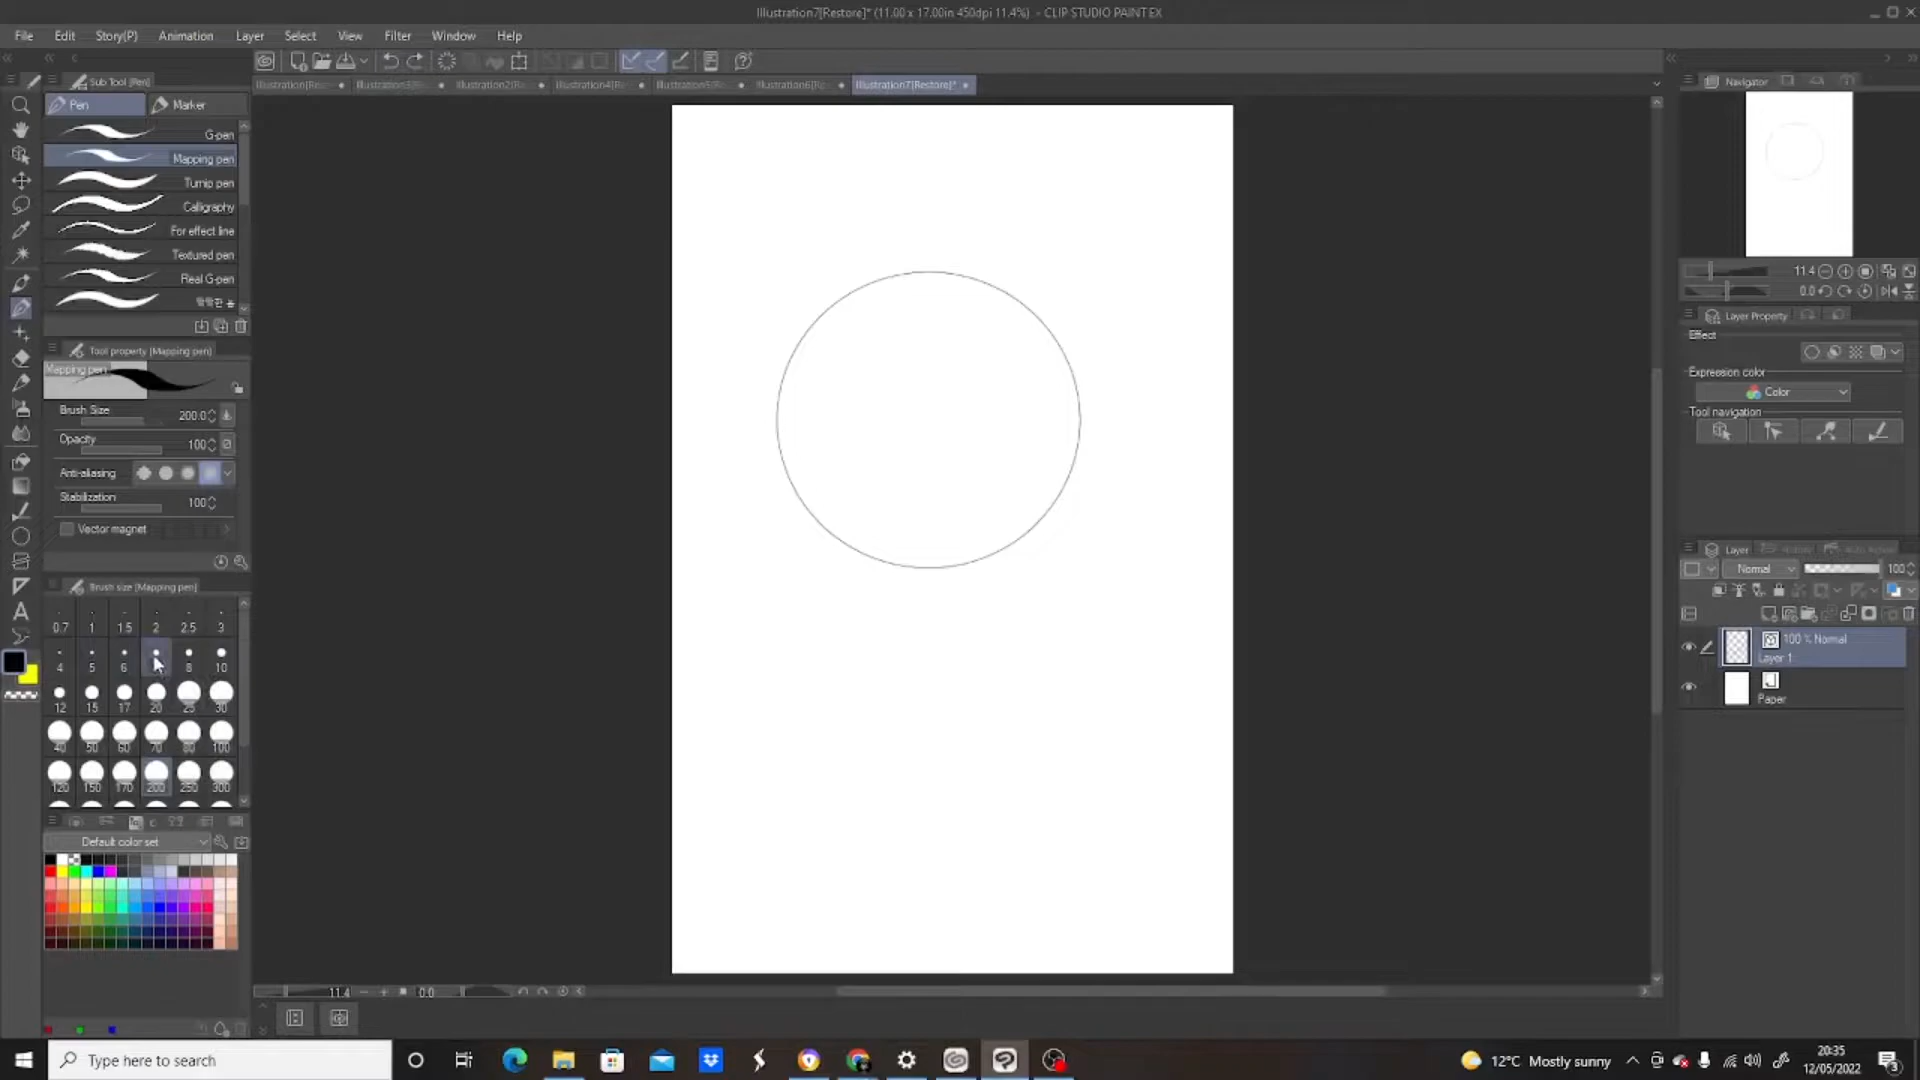 Illustration7[Restore]* (11.00 x 17.00in 450dpi 11.4%) - CLIP STUDIO PAINT EX
File Edit Story(P) Animation Layer Select View Filter Window Help
Sub Tool [Pen]
Illustration7[Restore]*
Pen Marker
G-pen
Mapping pen
Turnip pen
Calligraphy
For effect line
Textured pen
Real G-pen
Tool property [Mapping pen]
Mapping pen
Brush Size 200.0
Opacity 100
Anti-aliasing
Stabilization 100
Vector magnet
Brush size [Mapping pen]
0.7 1 1.5 2 2.5 3
4 5 6 8 10
12 15 17 20 25 30
40 50 60 70 80 100
120 150 170 200 250 300
Default color set
11.4 0.0
Navigator
11.4
0.0
Layer Property
Effect
Expression color
Color
Tool navigation
Layer
Normal 100
100 % Normal
Layer 1
Paper
Type here to search
12°C Mostly sunny
20:35
12/05/2022
3